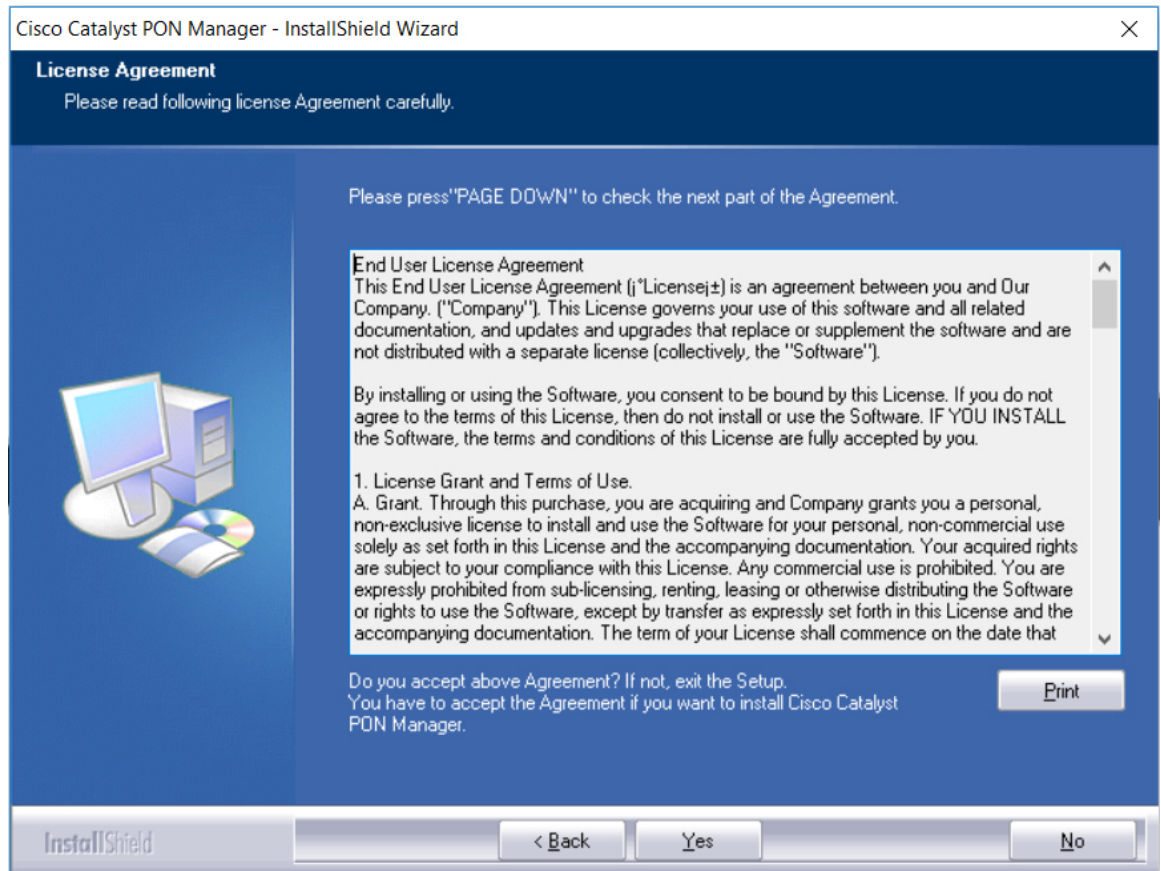 Cisco Catalyst PON Manager - InstallShield Wizard
License Agreement
Please read following license Agreement carefully.
Please press"PAGE DOWN" to check the next part of the Agreement.
End User License Agreement
This End User License Agreement (¡°License¡±) is an agreement between you and Our
Company. ("Company"). This License governs your use of this software and all related
documentation, and updates and upgrades that replace or supplement the software and are
not distributed with a separate license (collectively, the "Software").
By installing or using the Software, you consent to be bound by this License. If you do not
agree to the terms of this License, then do not install or use the Software. IF YOU INSTALL
the Software, the terms and conditions of this License are fully accepted by you.
1. License Grant and Terms of Use.
A. Grant. Through this purchase, you are acquiring and Company grants you a personal,
non-exclusive license to install and use the Software for your personal, non-commercial use
solely as set forth in this License and the accompanying documentation. Your acquired rights
are subject to your compliance with this License. Any commercial use is prohibited. You are
expressly prohibited from sub-licensing, renting, leasing or otherwise distributing the Software
or rights to use the Software, except by transfer as expressly set forth in this License and the
accompanying documentation. The term of your License shall commence on the date that
Do you accept above Agreement? If not, exit the Setup.
You have to accept the Agreement if you want to install Cisco Catalyst
PON Manager.
Print
InstallShield
< Back
Yes
No